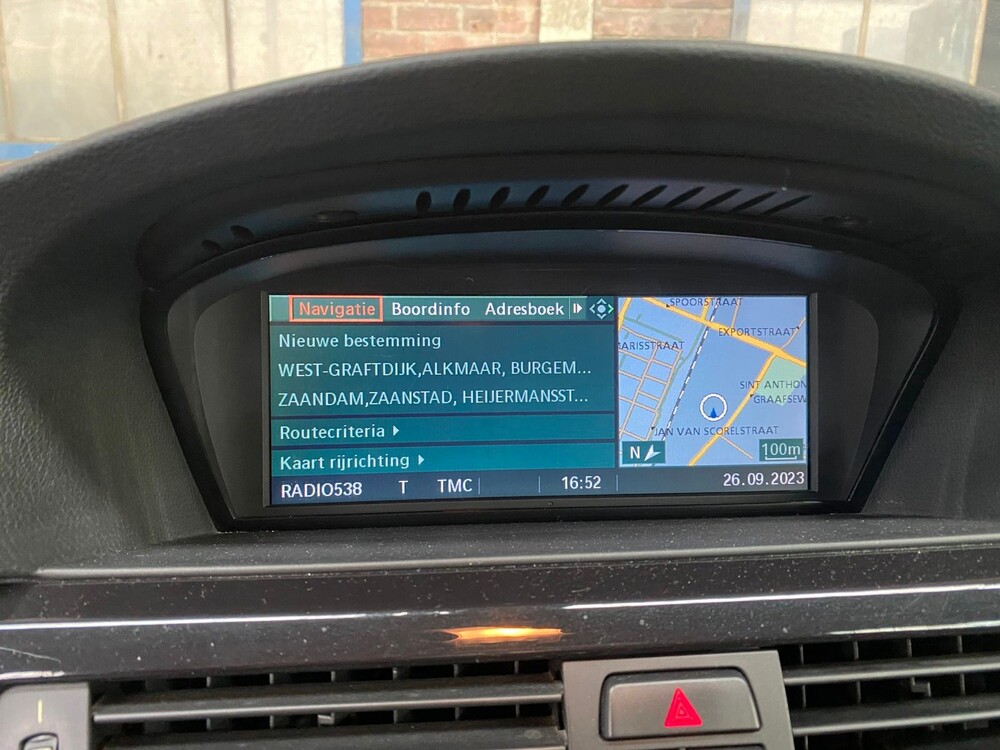 Navigatie Boordinfo Adresboek
Nieuwe bestemming
WEST-GRAFTDIJK,ALKMAAR, BURGEM...
ZAANDAM,ZAANSTAD, HEIJERMANSST...
Routecriteria
Kaart rijrichting
RADIO538 T TMC 16:52 26.09.2023
SPOORSTRAAT
EXPORTSTRAAT
ARISSTRAAT
SINT ANTHON
GRAAFSEW
JAN VAN SCORELSTRAAT
N 100m